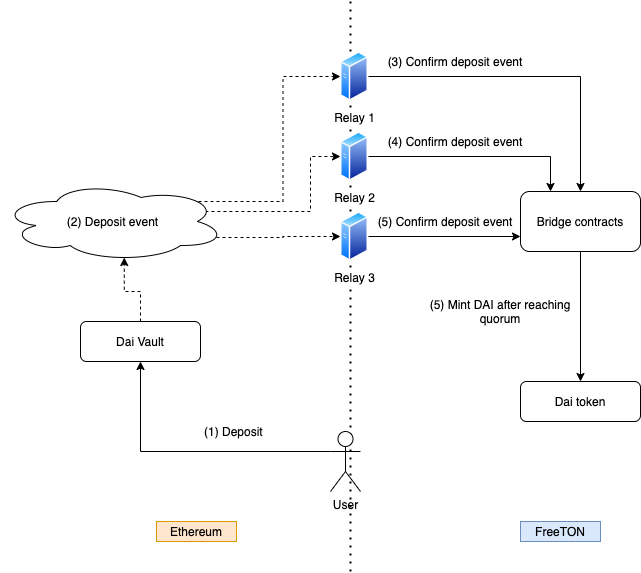 (3) Confirm deposit event
Relay 1
(4) Confirm deposit event
Relay 2
(2) Deposit event
(5) Confirm deposit event
Bridge contracts
Relay 3
(5) Mint DAI after reaching
quorum
Dai Vault
Dai token
(1) Deposit
User
Ethereum
FreeTON